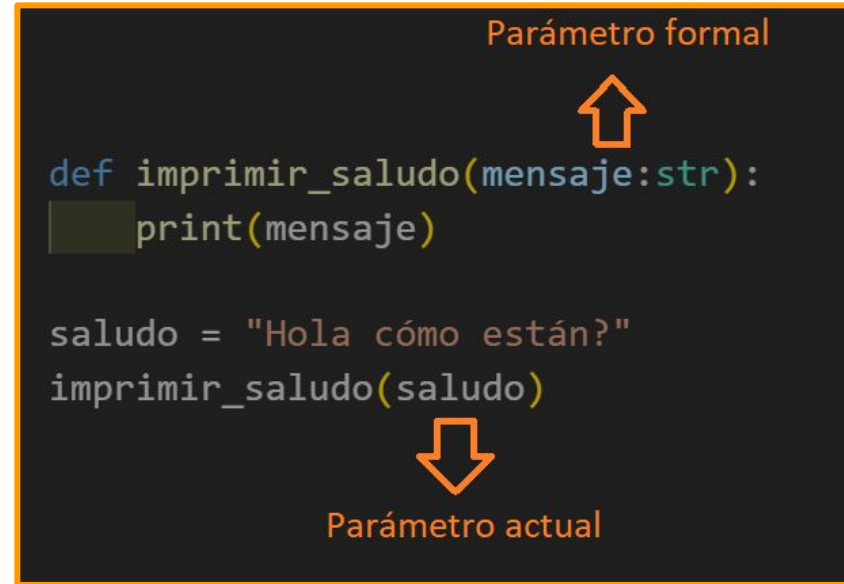 Parámetro formal
def imprimir_saludo(mensaje:str):
    print(mensaje)
saludo = "Hola cómo están?"
imprimir_saludo(saludo)
Parámetro actual